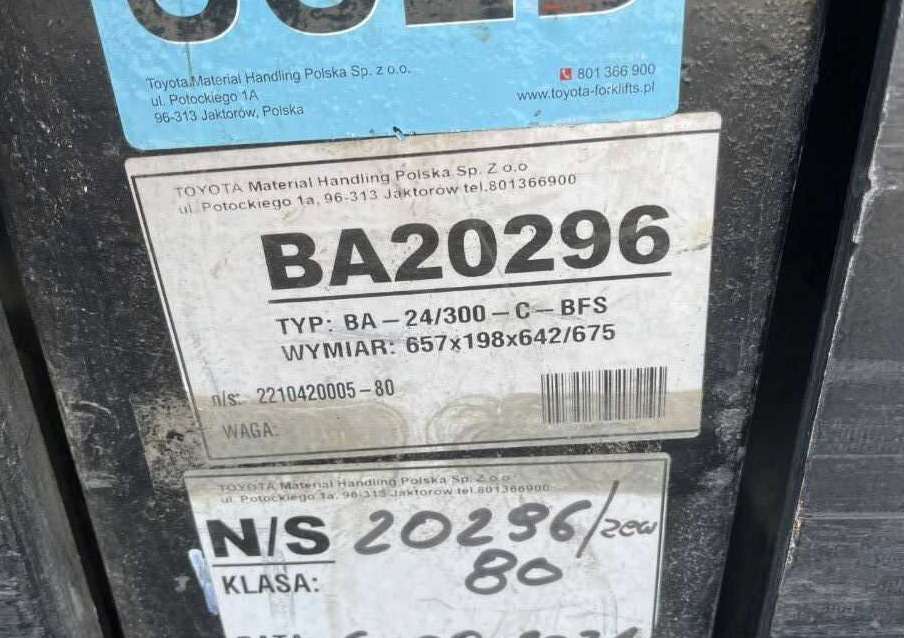 Toyota Material Handling Polska Sp. z o.o.
ul. Potockiego 1A
96-313 Jaktorów, Polska
801 366 900
www.toyota-forklifts.pl
TOYOTA Material Handling Polska Sp. Z o.o
ul. Potockiego 1a, 96-313 Jaktorow tel.801366900
BA20296
TYP: BA-24/300-C-BFS
WYMIAR: 657x198x642/675
n/s: 2210420005-80
WAGA:
TOYOTA Material Handling Polska Sp. Z o.o
ul. Potockiego 1a, 96-313 Jaktorow tel.801366900
N/S 20296/zew
KLASA: 80